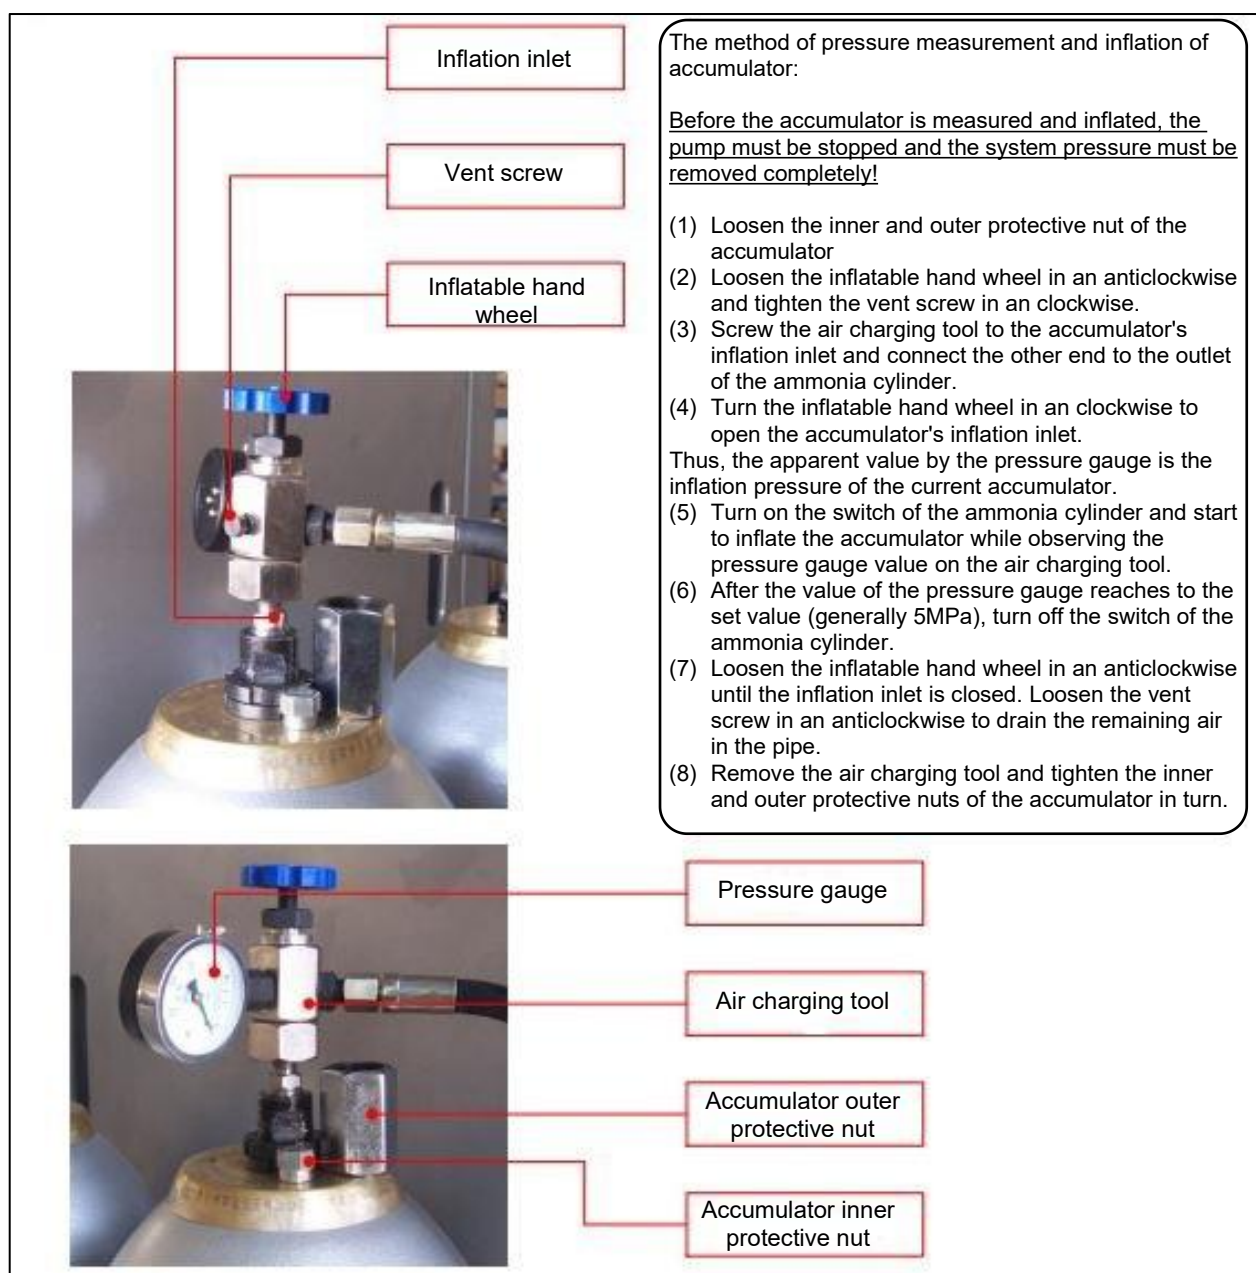 Inflation inlet
Vent screw
Inflatable hand
wheel
The method of pressure measurement and inflation of
accumulator:
Before the accumulator is measured and inflated, the
pump must be stopped and the system pressure must be
removed completely!
(1) Loosen the inner and outer protective nut of the
accumulator
(2) Loosen the inflatable hand wheel in an anticlockwise
and tighten the vent screw in an clockwise.
(3) Screw the air charging tool to the accumulator's
inflation inlet and connect the other end to the outlet
of the ammonia cylinder.
(4) Turn the inflatable hand wheel in an clockwise to
open the accumulator's inflation inlet.
Thus, the apparent value by the pressure gauge is the
inflation pressure of the current accumulator.
(5) Turn on the switch of the ammonia cylinder and start
to inflate the accumulator while observing the
pressure gauge value on the air charging tool.
(6) After the value of the pressure gauge reaches to the
set value (generally 5MPa), turn off the switch of the
ammonia cylinder.
(7) Loosen the inflatable hand wheel in an anticlockwise
until the inflation inlet is closed. Loosen the vent
screw in an anticlockwise to drain the remaining air
in the pipe.
(8) Remove the air charging tool and tighten the inner
and outer protective nuts of the accumulator in turn.
Pressure gauge
Air charging tool
Accumulator outer
protective nut
Accumulator inner
protective nut